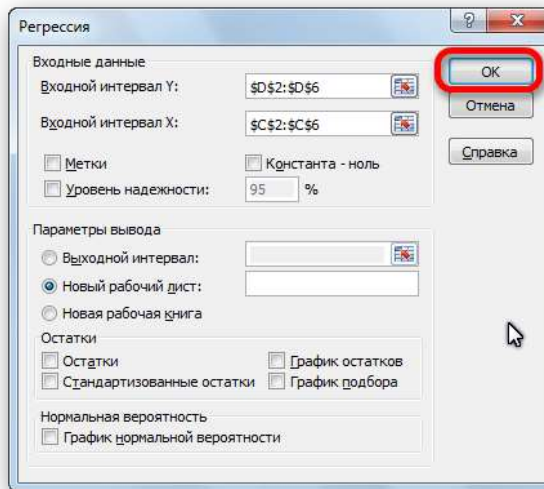 Регрессия
Входные данные
Входной интервал Y: $D$2:$D$6
Входной интервал X: $C$2:$C$6
Метки Константа - ноль
Уровень надежности: 95 %
Параметры вывода
Выходной интервал:
Новый рабочий лист:
Новая рабочая книга
Остатки
Остатки График остатков
Стандартизованные остатки График подбора
Нормальная вероятность
График нормальной вероятности
ОК
Отмена
Справка